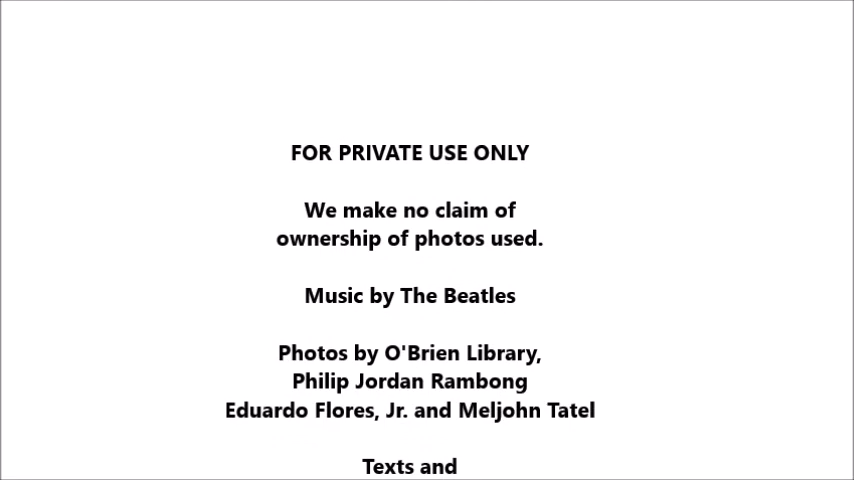 FOR PRIVATE USE ONLY
We make no claim of
ownership of photos used.
Music by The Beatles
Photos by O'Brien Library,
Philip Jordan Rambong
Eduardo Flores, Jr. and Meljohn Tatel
Texts and